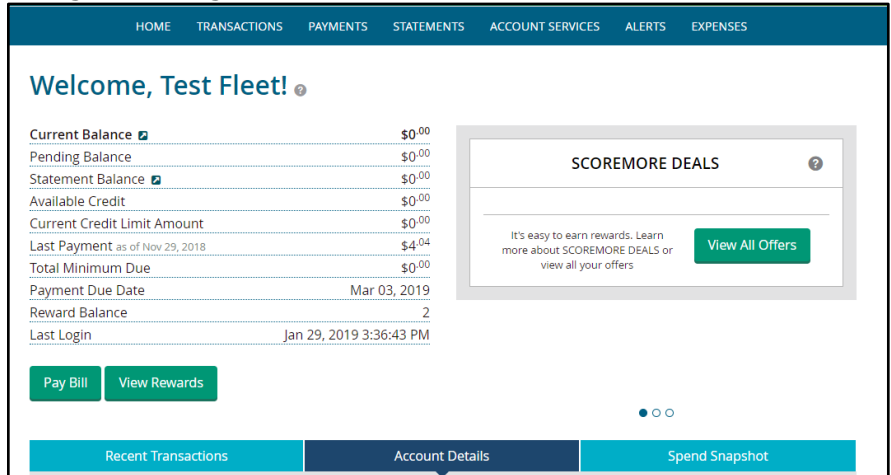 HOME TRANSACTIONS PAYMENTS STATEMENTS ACCOUNT SERVICES ALERTS EXPENSES
Welcome, Test Fleet!
Current Balance $0.00
Pending Balance $0.00
Statement Balance $0.00
Available Credit $0.00
Current Credit Limit Amount $0.00
Last Payment as of Nov 29, 2018 $4.04
Total Minimum Due $0.00
Payment Due Date Mar 03, 2019
Reward Balance 2
Last Login Jan 29, 2019 3:36:43 PM
Pay Bill View Rewards
SCOREMORE DEALS
It's easy to earn rewards. Learn
more about SCOREMORE DEALS or
view all your offers
View All Offers
Recent Transactions Account Details Spend Snapshot